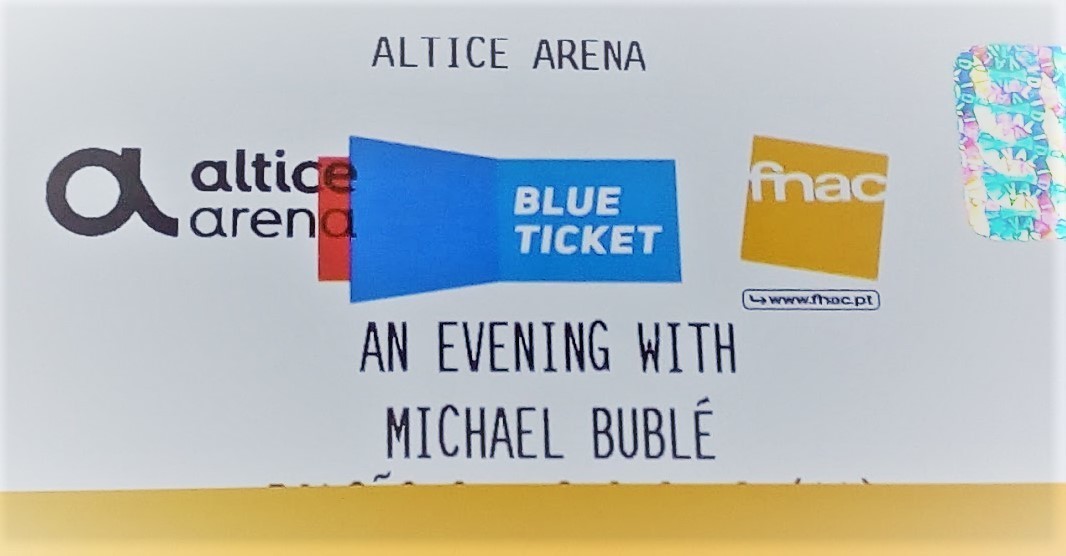 ALTICE ARENA
altice
arena
BLUE
TICKET
fnac
www.fnac.pt
AN EVENING WITH
MICHAEL BUBLÉ